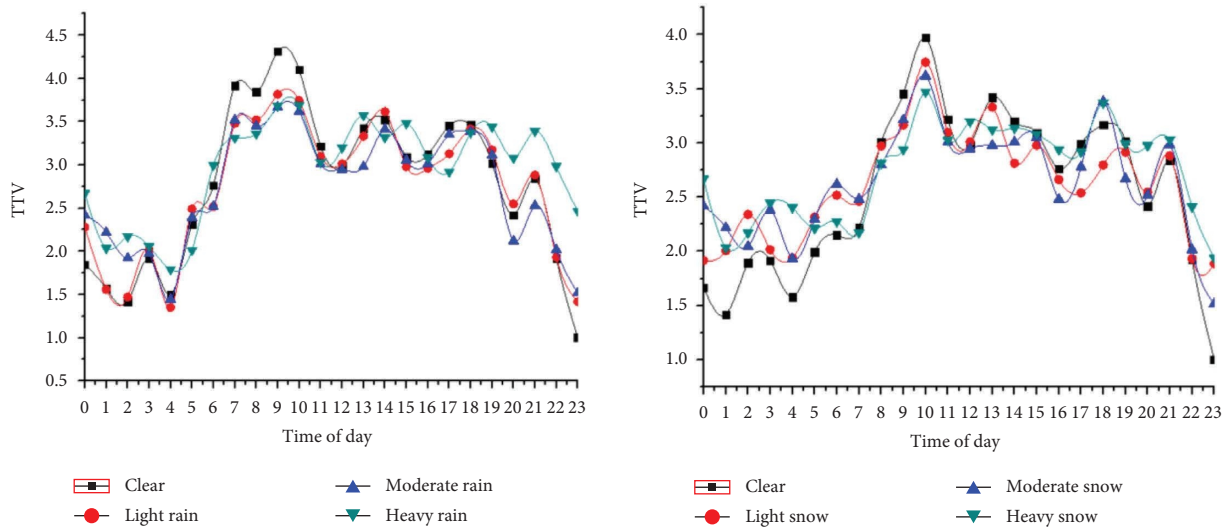 4.5
4.0
3.5
3.0
2.5
2.0
1.5
1.0
0.5
TTV
0 1 2 3 4 5 6 7 8 9 10 11 12 13 14 15 16 17 18 19 20 21 22 23
Time of day
Clear
Moderate rain
Light rain
Heavy rain
4.0
3.5
3.0
2.5
2.0
1.5
1.0
TTV
0 1 2 3 4 5 6 7 8 9 10 11 12 13 14 15 16 17 18 19 20 21 22 23
Time of day
Clear
Moderate snow
Light snow
Heavy snow